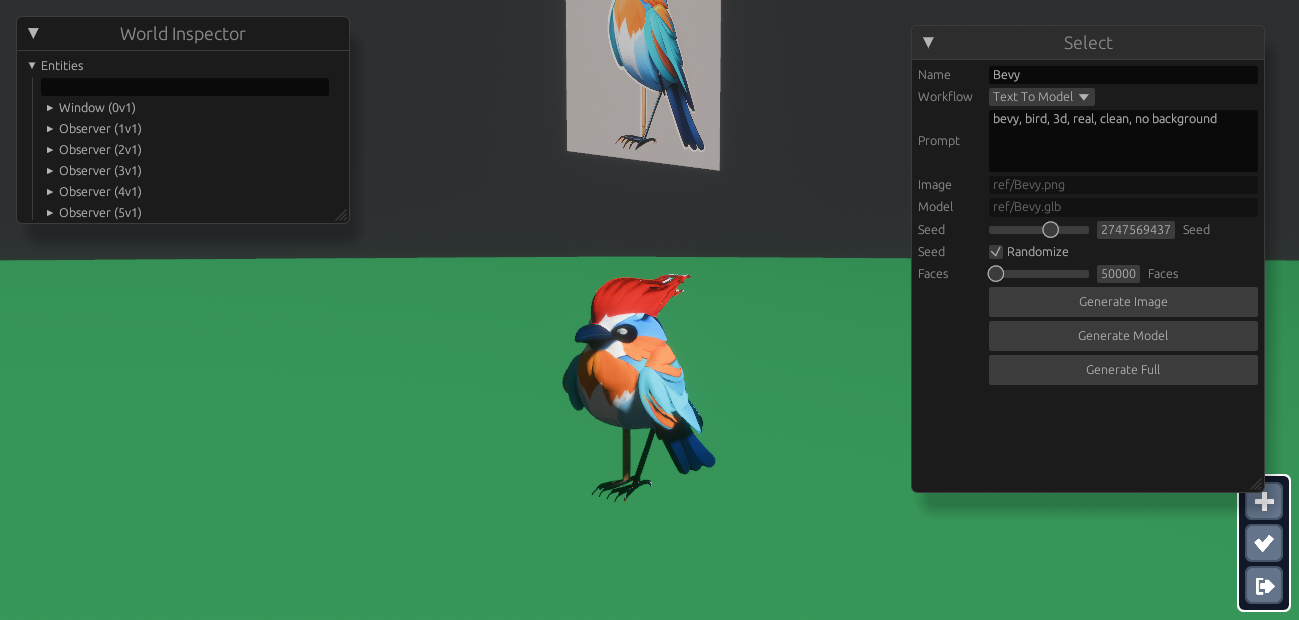 World Inspector
Entities
Window (0v1)
Observer (1v1)
Observer (2v1)
Observer (3v1)
Observer (4v1)
Observer (5v1)
Select
Name Bevy
Workflow Text To Model
Prompt bevy, bird, 3d, real, clean, no background
Image ref/Bevy.png
Model ref/Bevy.glb
Seed 2747569437 Seed
Seed Randomize
Faces 50000 Faces
Generate Image
Generate Model
Generate Full